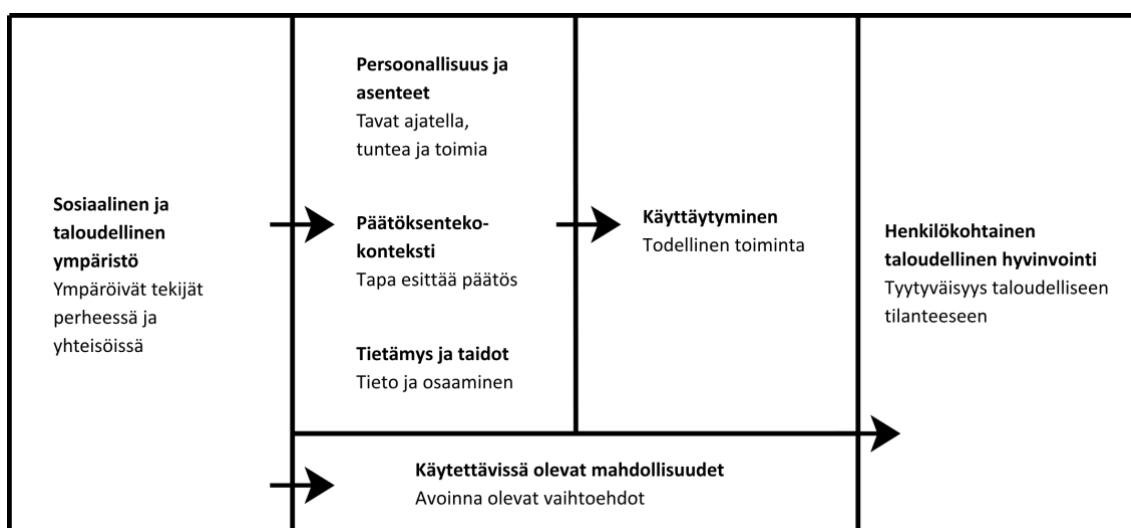 Sosiaalinen ja
taloudellinen
ympäristö
Ympäröivät tekijät
perheessä ja
yhteisöissä
Persoonallisuus ja
asenteet
Tavat ajatella,
tuntea ja toimia
Päätöksenteko-
konteksti
Tapa esittää päätös
Tietämys ja taidot
Tieto ja osaaminen
Käyttäytyminen
Todellinen toiminta
Käytettävissä olevat mahdollisuudet
Avoinna olevat vaihtoehdot
Henkilökohtainen
taloudellinen hyvinvointi
Tyytyväisyys taloudelliseen
tilanteeseen